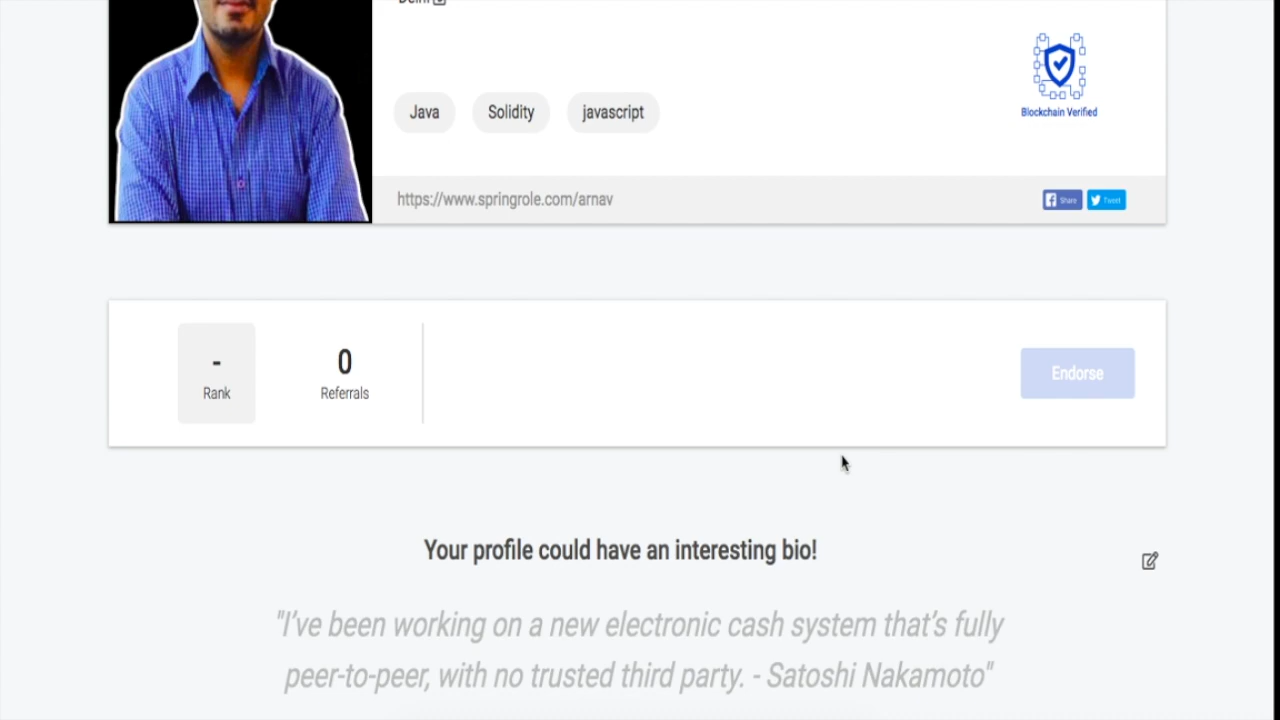 Delhi
Java
Solidity
javascript
Blockchain Verified
https://www.springrole.com/arnav
Share
Tweet
-
Rank
0
Referrals
Endorse
Your profile could have an interesting bio!
"I've been working on a new electronic cash system that's fully
peer-to-peer, with no trusted third party. - Satoshi Nakamoto"